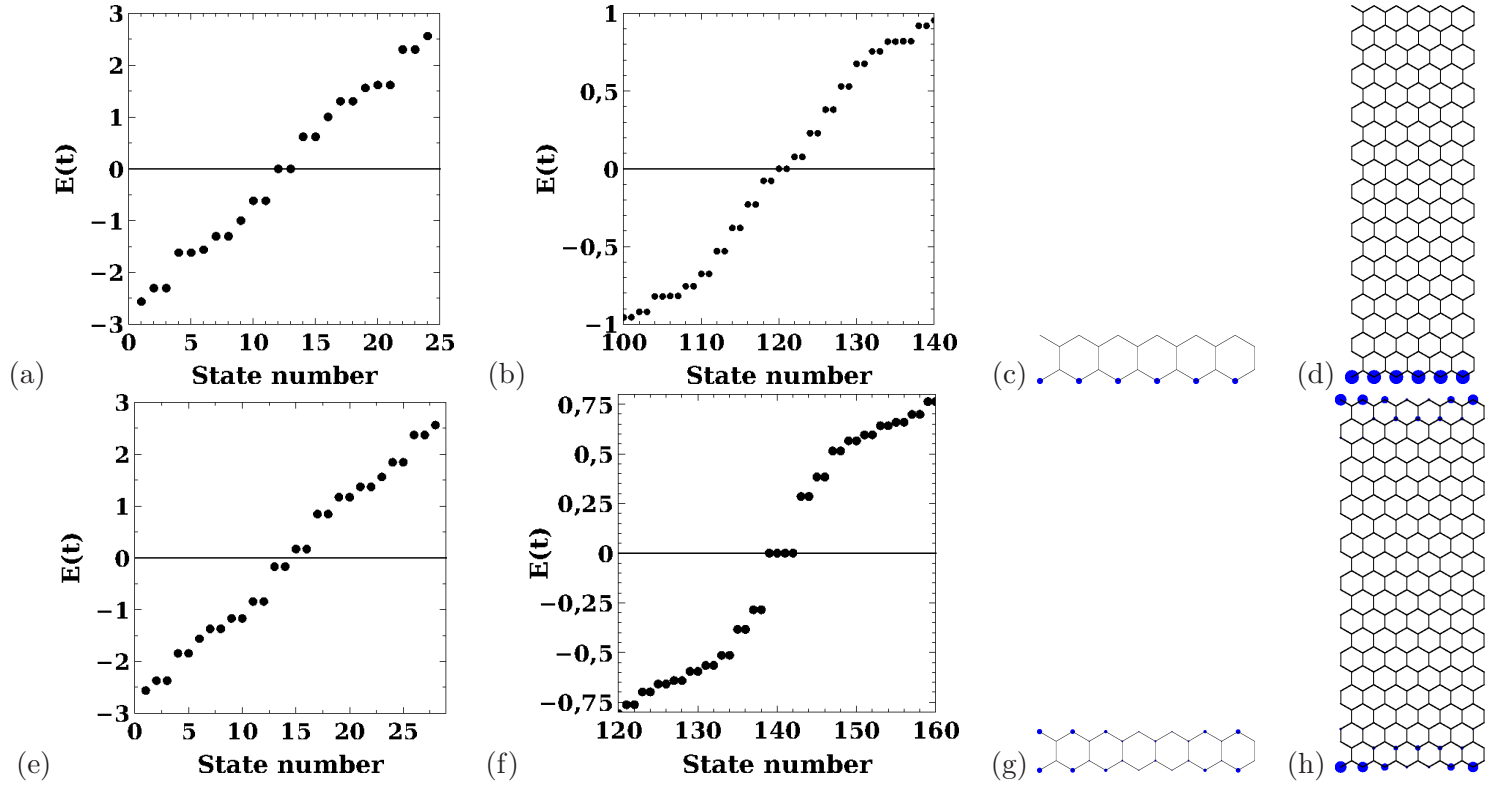 3
2
1
0
−1
−2
−3
0 5 10 15 20 25
E(t)
State number
(a)
1
0,5
0
−0,5
−1
100 110 120 130 140
E(t)
State number
(b)
(c)
(d)
3
2
1
0
−1
−2
−3
0 5 10 15 20 25
E(t)
State number
(e)
0,75
0,5
0,25
0
−0,25
−0,5
−0,75
120 130 140 150 160
E(t)
State number
(f)
(g)
(h)